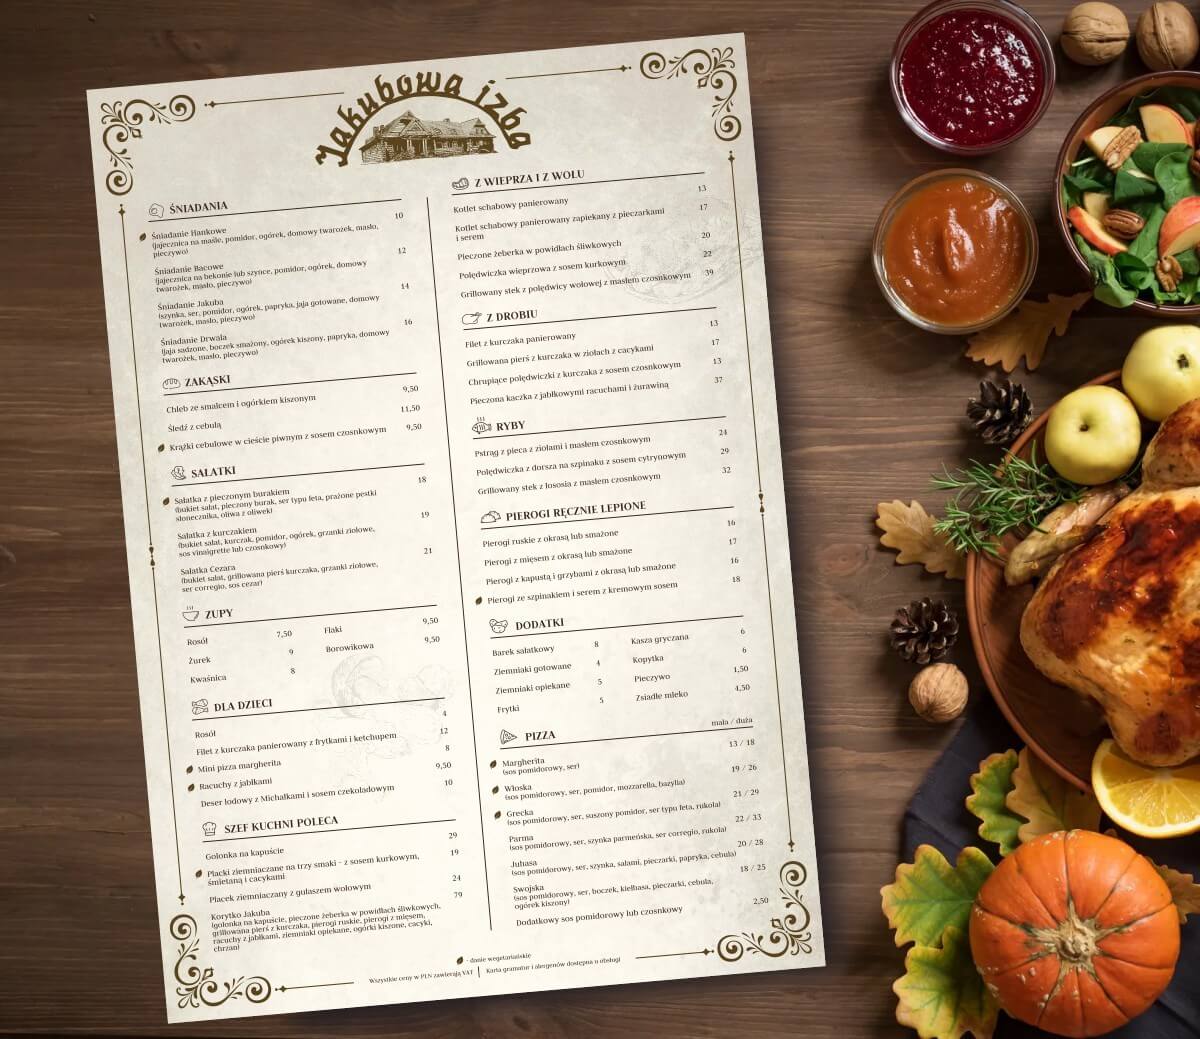 Jakubowa izba
ŚNIADANIA
Śniadanie Hankowe 10
(jajecznica na maśle, pomidor, ogórek, domowy twarożek, masło,
pieczywo)
Śniadanie Bacowe 12
(jajecznica na bekonie lub szynce, pomidor, ogórek, domowy
twarożek, masło, pieczywo)
Śniadanie Jakuba 14
(szynka, ser, pomidor, ogórek, papryka, jaja gotowane, domowy
twarożek, masło, pieczywo)
Śniadanie Drwala 16
(jaja sadzone, boczek smażony, ogórek kiszony, papryka, domowy
twarożek, masło, pieczywo)
ZAKĄSKI
Chleb ze smalcem i ogórkiem kiszonym 9,50
Śledź z cebulą 11,50
Krążki cebulowe w cieście piwnym z sosem czosnkowym 9,50
SAŁATKI
Sałatka z pieczonym burakiem 18
(bukiet sałat, pieczony burak, ser typu feta, prażone pestki
słonecznika, oliwa z oliwek)
Sałatka z kurczakiem 19
(bukiet sałat, kurczak, pomidor, ogórek, grzanki ziołowe,
sos vinaigrette lub czosnkowy)
Sałatka Cezara 21
(bukiet sałat, grillowana pierś kurczaka, grzanki ziołowe,
ser corregio, sos cezar)
ZUPY
Rosół 7,50 Flaki 9,50
Żurek 9 Borowikowa 9,50
Kwaśnica 8
DLA DZIECI
Rosół 4
Filet z kurczaka panierowany z frytkami i ketchupem 12
Mini pizza margherita 8
Racuchy z jabłkami 9,50
Deser lodowy z Michałkami i sosem czekoladowym 10
SZEF KUCHNI POLECA
Golonka na kapuście 29
Placki ziemniaczane na trzy smaki - z sosem kurkowym, 19
śmietaną i cacykami
Placek ziemniaczany z gulaszem wołowym 24
Korytko Jakuba 79
(golonka na kapuście, pieczone żeberka w powidłach śliwkowych,
grillowana pierś z kurczaka, pierogi ruskie, pierogi z mięsem,
racuchy z jabłkami, ziemniaki opiekane, ogórki kiszone, cacyki,
chrzan)
Z WIEPRZA I Z WOŁU
Kotlet schabowy panierowany 13
Kotlet schabowy panierowany zapiekany z pieczarkami 17
i serem
Pieczone żeberka w powidłach śliwkowych 20
Polędwiczka wieprzowa z sosem kurkowym 22
Grillowany stek z polędwicy wołowej z masłem czosnkowym 39
Z DROBIU
Filet z kurczaka panierowany 13
Grillowana pierś z kurczaka w ziołach z cacykami 17
Chrupiące polędwiczki z kurczaka z sosem czosnkowym 13
Pieczona kaczka z jabłkowymi racuchami i żurawiną 37
RYBY
Pstrąg z pieca z ziołami i masłem czosnkowym 24
Polędwiczka z dorsza na szpinaku z sosem cytrynowym 29
Grillowany stek z łososia z masłem czosnkowym 32
PIEROGI RĘCZNIE LEPIONE
Pierogi ruskie z okrasą lub smażone 16
Pierogi z mięsem z okrasą lub smażone 17
Pierogi z kapustą i grzybami z okrasą lub smażone 16
Pierogi ze szpinakiem i serem z kremowym sosem 18
DODATKI
Barek sałatkowy 8 Kasza gryczana 6
Ziemniaki gotowane 4 Kopytka 6
Ziemniaki opiekane 5 Pieczywo 1,50
Frytki 5 Zsiadłe mleko 4,50
PIZZA mała / duża
Margherita 13 / 18
(sos pomidorowy, ser)
Włoska 19 / 26
(sos pomidorowy, ser, pomidor, mozzarella, bazylia)
Grecka 21 / 29
(sos pomidorowy, ser, suszony pomidor, ser typu feta, rukola)
Parma 22 / 33
(sos pomidorowy, ser, szynka parmeńska, ser corregio, rukola)
Juhasa 20 / 28
(sos pomidorowy, ser, szynka, salami, pieczarki, papryka, cebula)
Swojska 18 / 25
(sos pomidorowy, ser, boczek, kiełbasa, pieczarki, cebula,
ogórek kiszony)
Dodatkowy sos pomidorowy lub czosnkowy 2,50
- danie wegetariańskie
Wszystkie ceny w PLN zawierają VAT | Karta gramatur i alergenów dostępna u obsługi